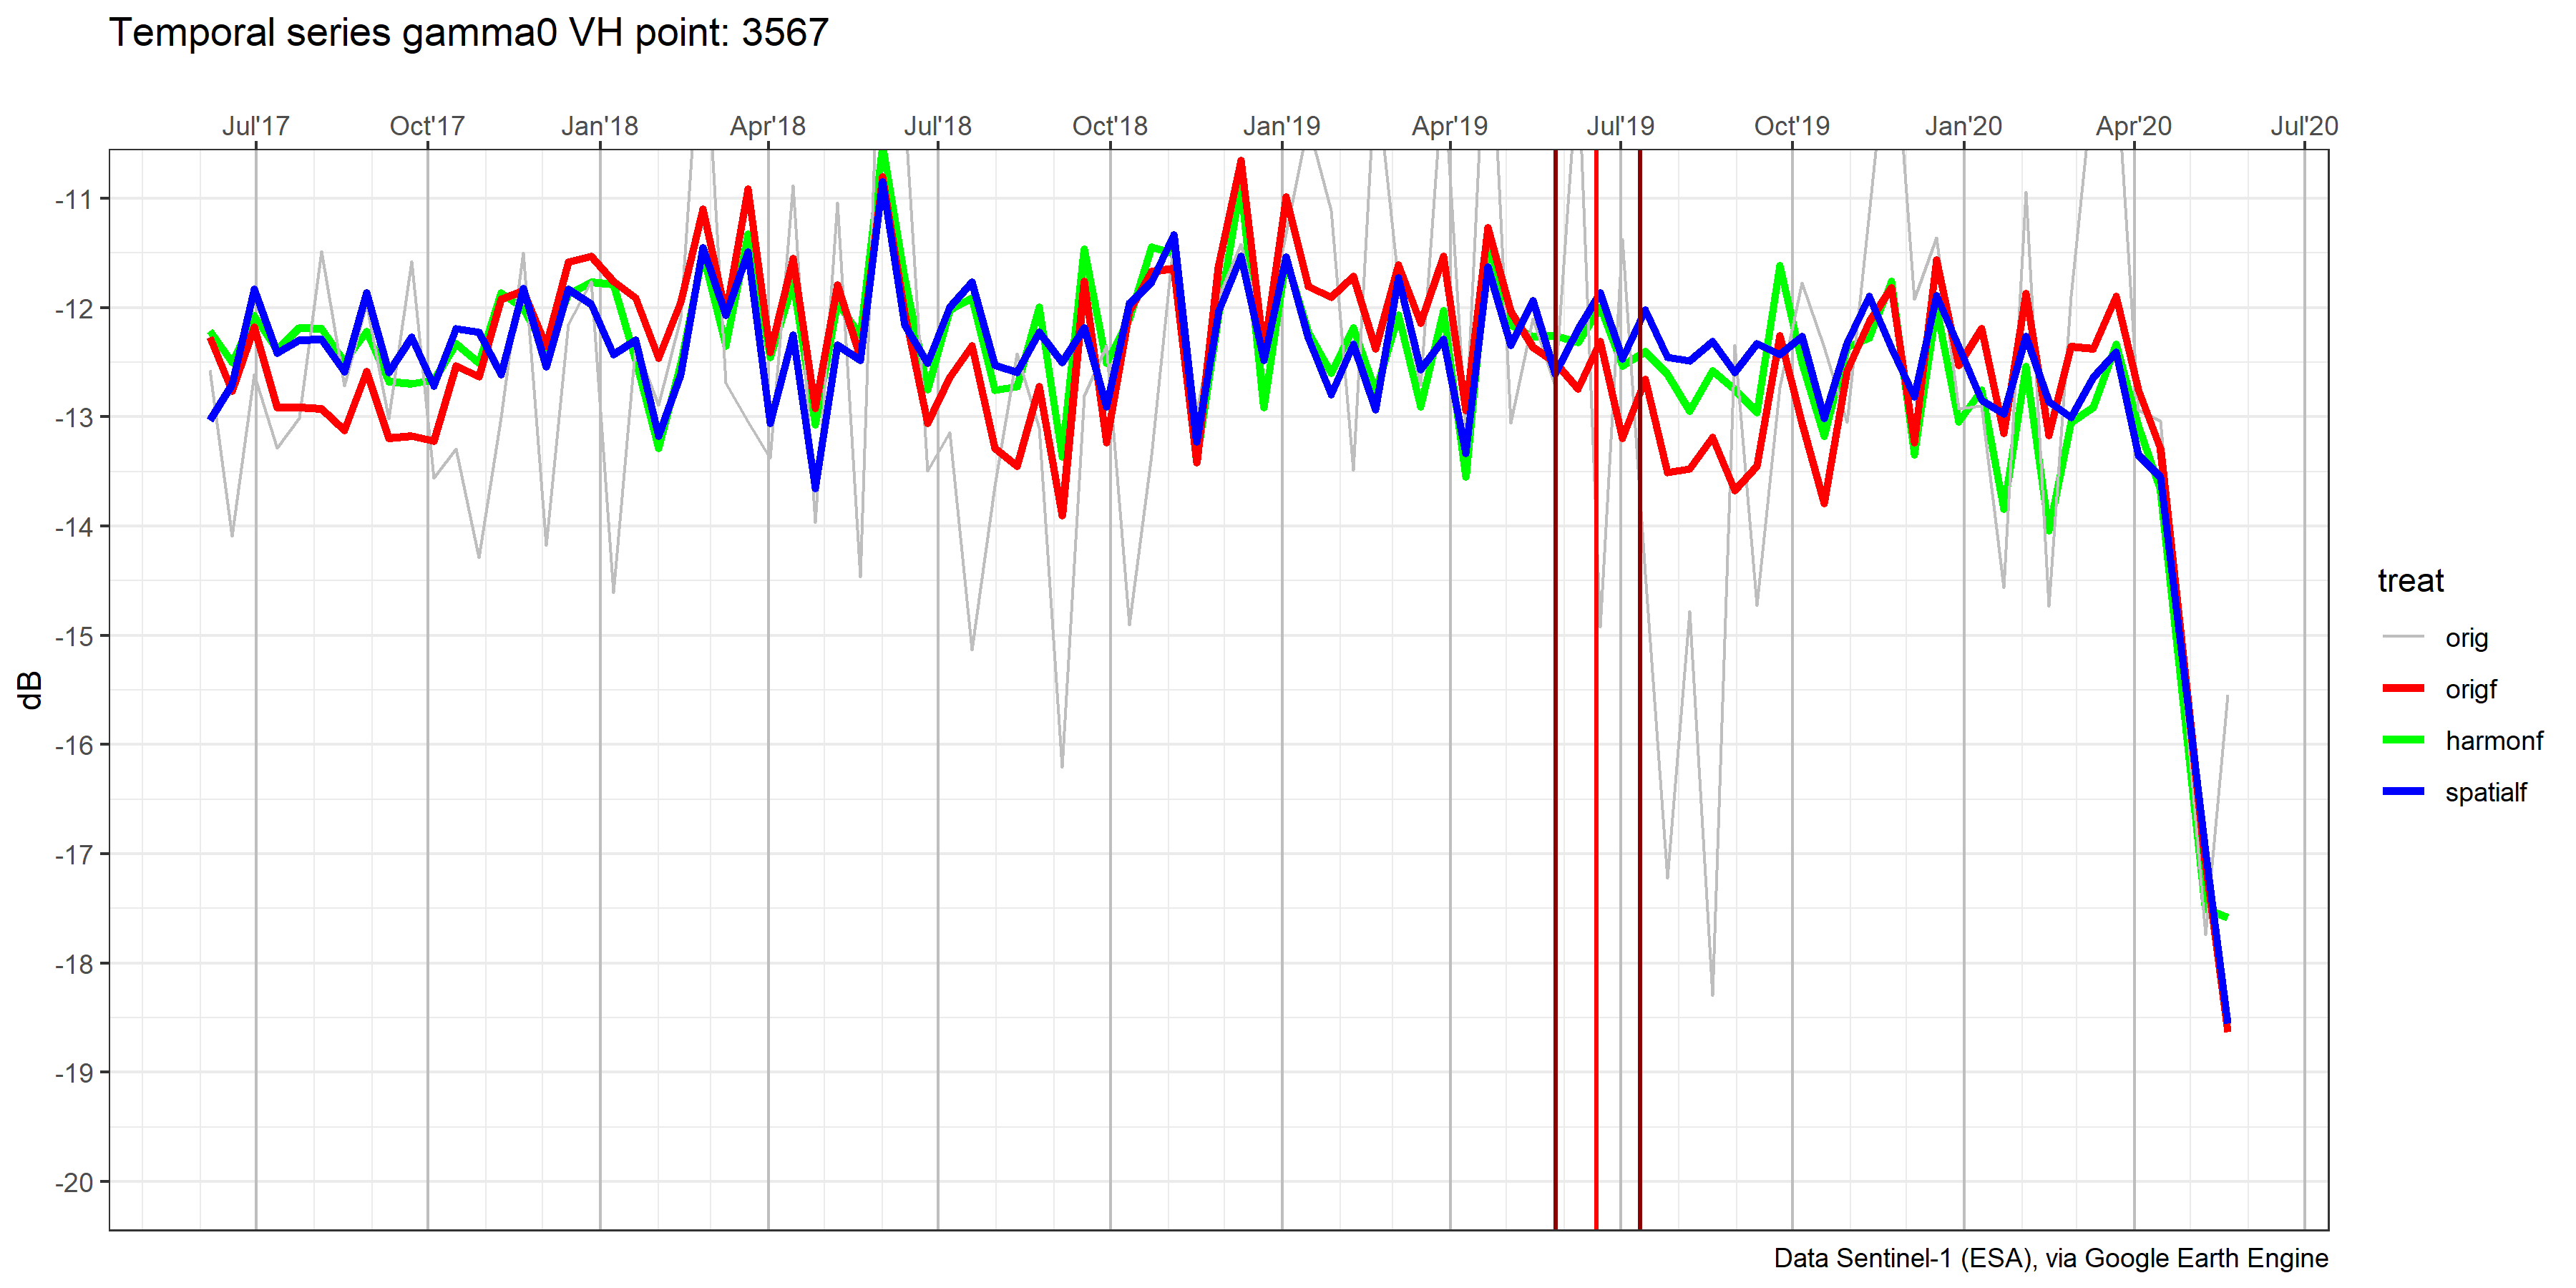 Temporal series gamma0 VH point: 3567
Jul'17 Oct'17 Jan'18 Apr'18 Jul'18 Oct'18 Jan'19 Apr'19 Jul'19 Oct'19 Jan'20 Apr'20 Jul'20
-11
-12
-13
-14
-15
-16
-17
-18
-19
-20
dB
treat
orig
origf
harmonf
spatialf
Data Sentinel-1 (ESA), via Google Earth Engine